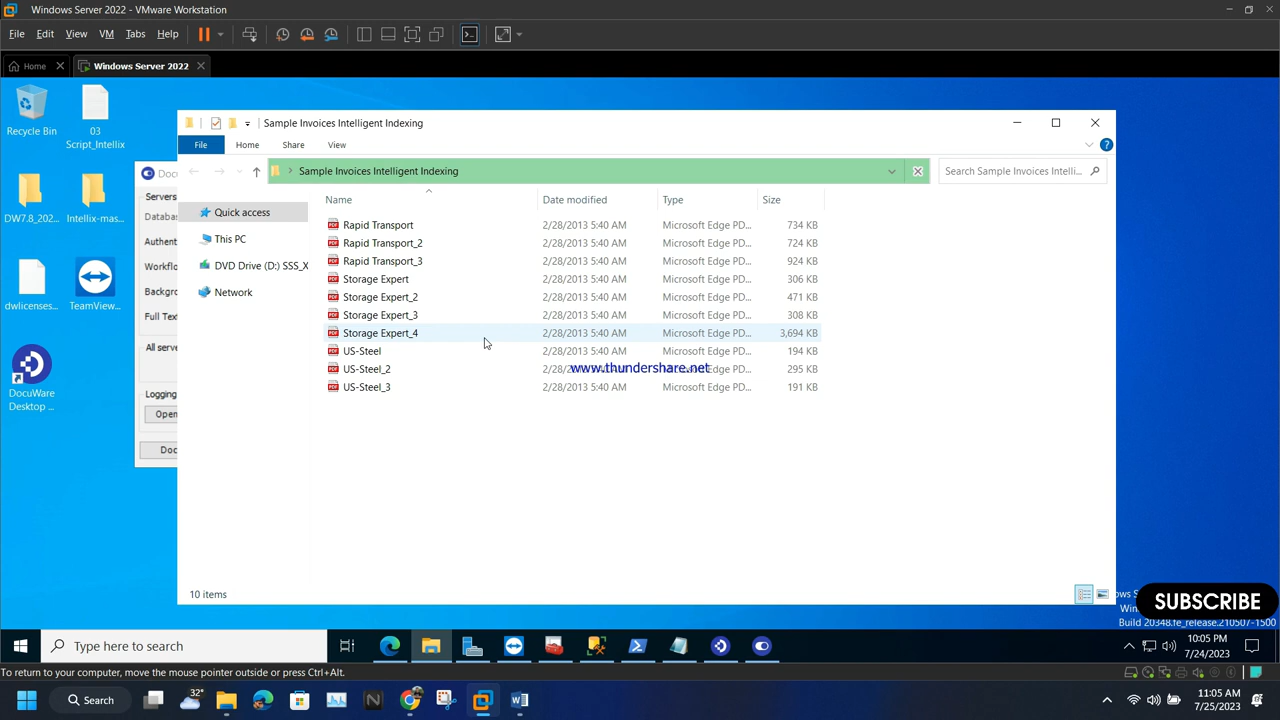 Windows Server 2022 - VMware Workstation
File Edit View VM Tabs Help
Home
Windows Server 2022
Recycle Bin
03
Script_Intellix
DW7.8_202...
Intellix-mas...
dwlicenses...
TeamView...
DocuWare
Desktop ...
Docu
Servers
Databas
Authent
Workflo
Backgro
Full Text
All serve
Logging
Open
Doc
Sample Invoices Intelligent Indexing
File Home Share View
Sample Invoices Intelligent Indexing
Search Sample Invoices Intelli...
Quick access
This PC
DVD Drive (D:) SSS_X
Network
Name Date modified Type Size
Rapid Transport 2/28/2013 5:40 AM Microsoft Edge PD... 734 KB
Rapid Transport_2 2/28/2013 5:40 AM Microsoft Edge PD... 724 KB
Rapid Transport_3 2/28/2013 5:40 AM Microsoft Edge PD... 924 KB
Storage Expert 2/28/2013 5:40 AM Microsoft Edge PD... 306 KB
Storage Expert_2 2/28/2013 5:40 AM Microsoft Edge PD... 471 KB
Storage Expert_3 2/28/2013 5:40 AM Microsoft Edge PD... 308 KB
Storage Expert_4 2/28/2013 5:40 AM Microsoft Edge PD... 3,694 KB
US-Steel 2/28/2013 5:40 AM Microsoft Edge PD... 194 KB
www.thundershare.net
US-Steel_2 2/28/2 Microsoft Edge PD... 295 KB
US-Steel_3 2/28/2013 5:40 AM Microsoft Edge PD... 191 KB
10 items
SUBSCRIBE
Build 20348.fe_release.210507-1500
Type here to search
10:05 PM
7/24/2023
To return to your computer, move the mouse pointer outside or press Ctrl+Alt.
32°
Search
11:05 AM
7/25/2023